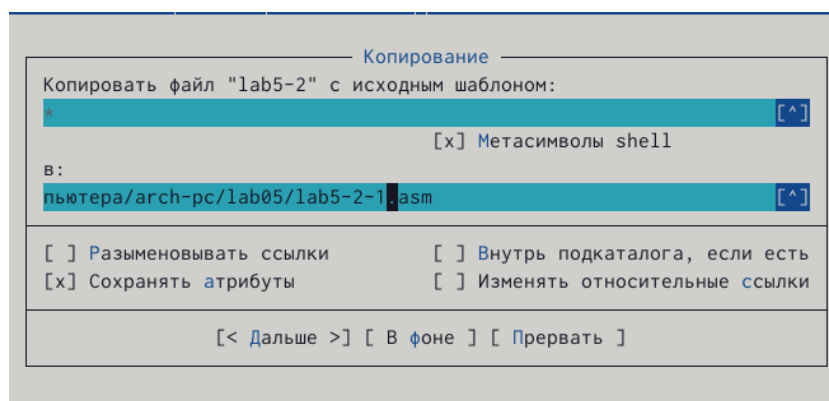 Копирование
Копировать файл "lab5-2" с исходным шаблоном:
* [^]
[x] Метасимволы shell
в:
пьютера/arch-pc/lab05/lab5-2-1.asm [^]
[ ] Разыменовывать ссылки [ ] Внутрь подкаталога, если есть
[x] Сохранять атрибуты [ ] Изменять относительные ссылки
[< Дальше >] [ В фоне ] [ Прервать ]